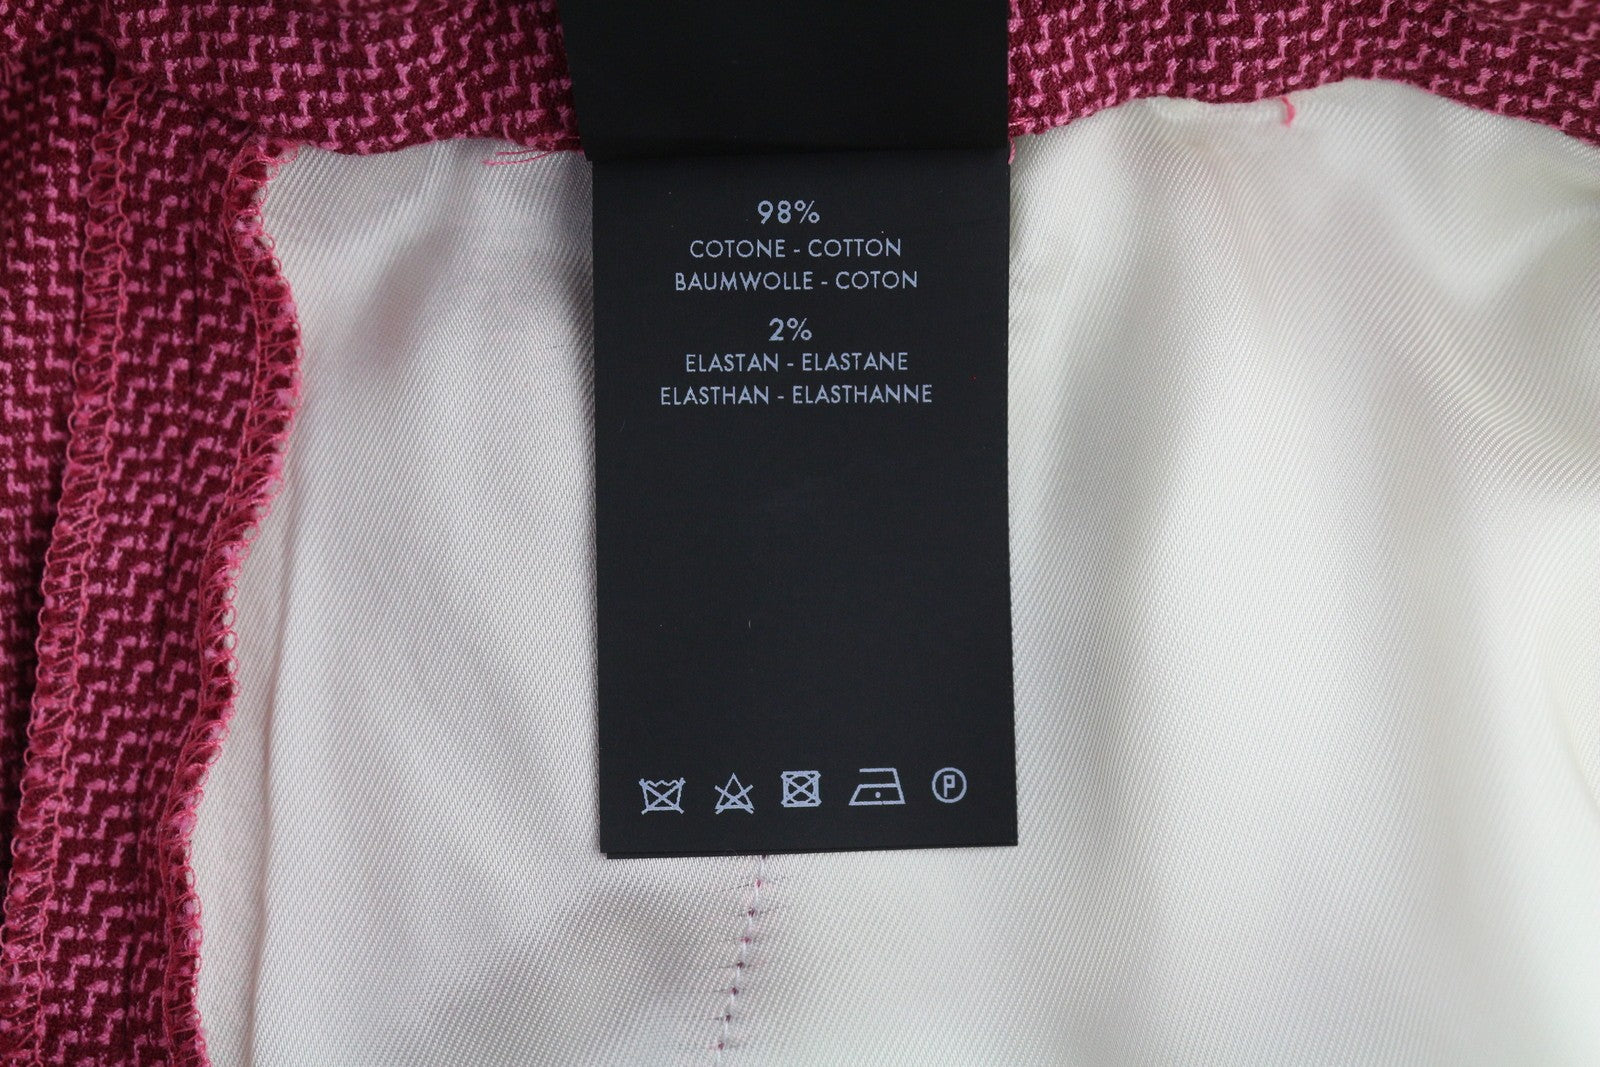 98%
COTONE - COTTON
BAUMWOLLE - COTON
2%
ELASTAN - ELASTANE
ELASTHAN - ELASTHANNE
P